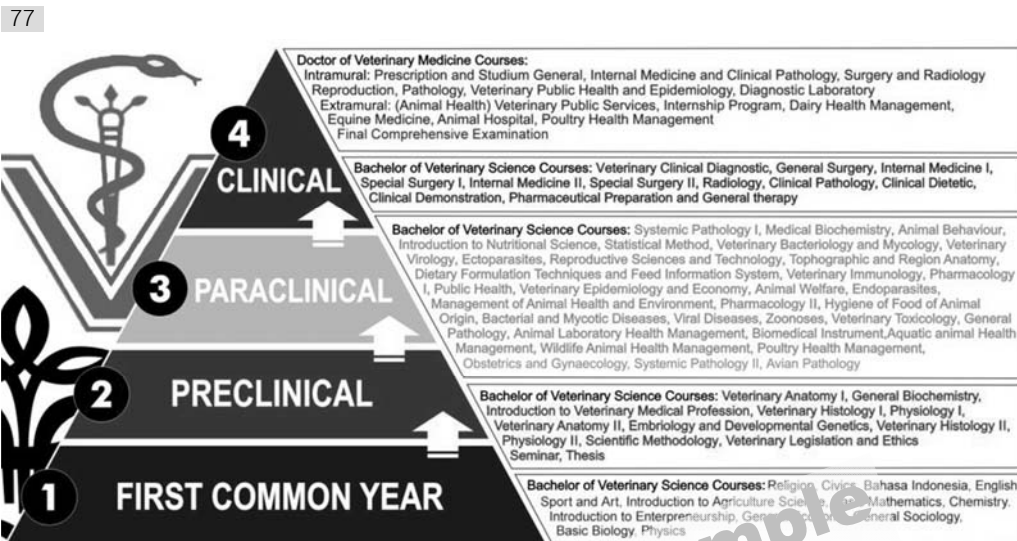 77
Doctor of Veterinary Medicine Courses:
Intramural: Prescription and Studium General, Internal Medicine and Clinical Pathology, Surgery and Radiology
Reproduction, Pathology, Veterinary Public Health and Epidemiology, Diagnostic Laboratory
Extramural: (Animal Health) Veterinary Public Services, Internship Program, Dairy Health Management,
Equine Medicine, Animal Hospital, Poultry Health Management
Final Comprehensive Examination
4
CLINICAL
Bachelor of Veterinary Science Courses: Veterinary Clinical Diagnostic, General Surgery, Internal Medicine I,
Special Surgery I, Internal Medicine II, Special Surgery II, Radiology, Clinical Pathology, Clinical Dietetic,
Clinical Demonstration, Pharmaceutical Preparation and General therapy
3
PARACLINICAL
Bachelor of Veterinary Science Courses: Systemic Pathology I, Medical Biochemistry, Animal Behaviour,
Introduction to Nutritional Science, Statistical Method, Veterinary Bacteriology and Mycology, Veterinary
Virology, Ectoparasites, Reproductive Sciences and Technology, Tophographic and Region Anatomy,
Dietary Formulation Techniques and Feed Information System, Veterinary Immunology, Pharmacology
I, Public Health, Veterinary Epidemiology and Economy, Animal Welfare, Endoparasites,
Management of Animal Health and Environment, Pharmacology II, Hygiene of Food of Animal
Origin, Bacterial and Mycotic Diseases, Viral Diseases, Zoonoses, Veterinary Toxicology, General
Pathology, Animal Laboratory Health Management, Biomedical Instrument,Aquatic animal Health
Management, Wildlife Animal Health Management, Poultry Health Management,
Obstetrics and Gynaecology, Systemic Pathology II, Avian Pathology
2
PRECLINICAL
Bachelor of Veterinary Science Courses: Veterinary Anatomy I, General Biochemistry,
Introduction to Veterinary Medical Profession, Veterinary Histology I, Physiology I,
Veterinary Anatomy II, Embriology and Developmental Genetics, Veterinary Histology II,
Physiology II, Scientific Methodology, Veterinary Legislation and Ethics
Seminar, Thesis
1
FIRST COMMON YEAR
Bachelor of Veterinary Science Courses: Religion, Civics, Bahasa Indonesia, English
Sport and Art, Introduction to Agriculture Mathematics, Chemistry.
Introduction to Enterpreneurship, General Sociology,
Basic Biology, Physics